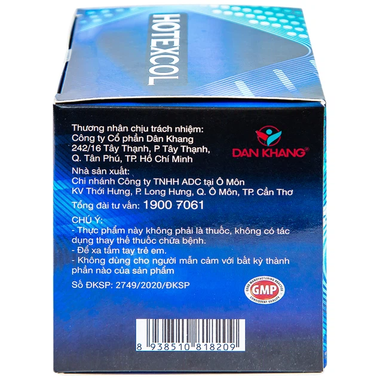 HOTEXCOL
Thương nhân chịu trách nhiệm:
Công ty Cổ phần Dân Khang
242/16 Tây Thạnh, P Tây Thạnh,
Q. Tân Phú, TP. Hồ Chí Minh
DAN KHANG
Nhà sản xuất:
Chi nhánh Công ty TNHH ADC tại Ô Môn
KV Thới Hưng, P. Long Hưng, Q. Ô Môn, TP. Cần Thơ
Tổng đài tư vấn: 1900 7061
CHÚ Ý:
- Thực phẩm này không phải là thuốc, không có tác
dụng thay thế thuốc chữa bệnh.
- Để xa tầm tay trẻ em.
- Không dùng cho người mẫn cảm với bất kỳ thành
phần nào của sản phẩm
Số ĐKSP: 2749/2020/ĐKSP
GMP
8 938510 818209